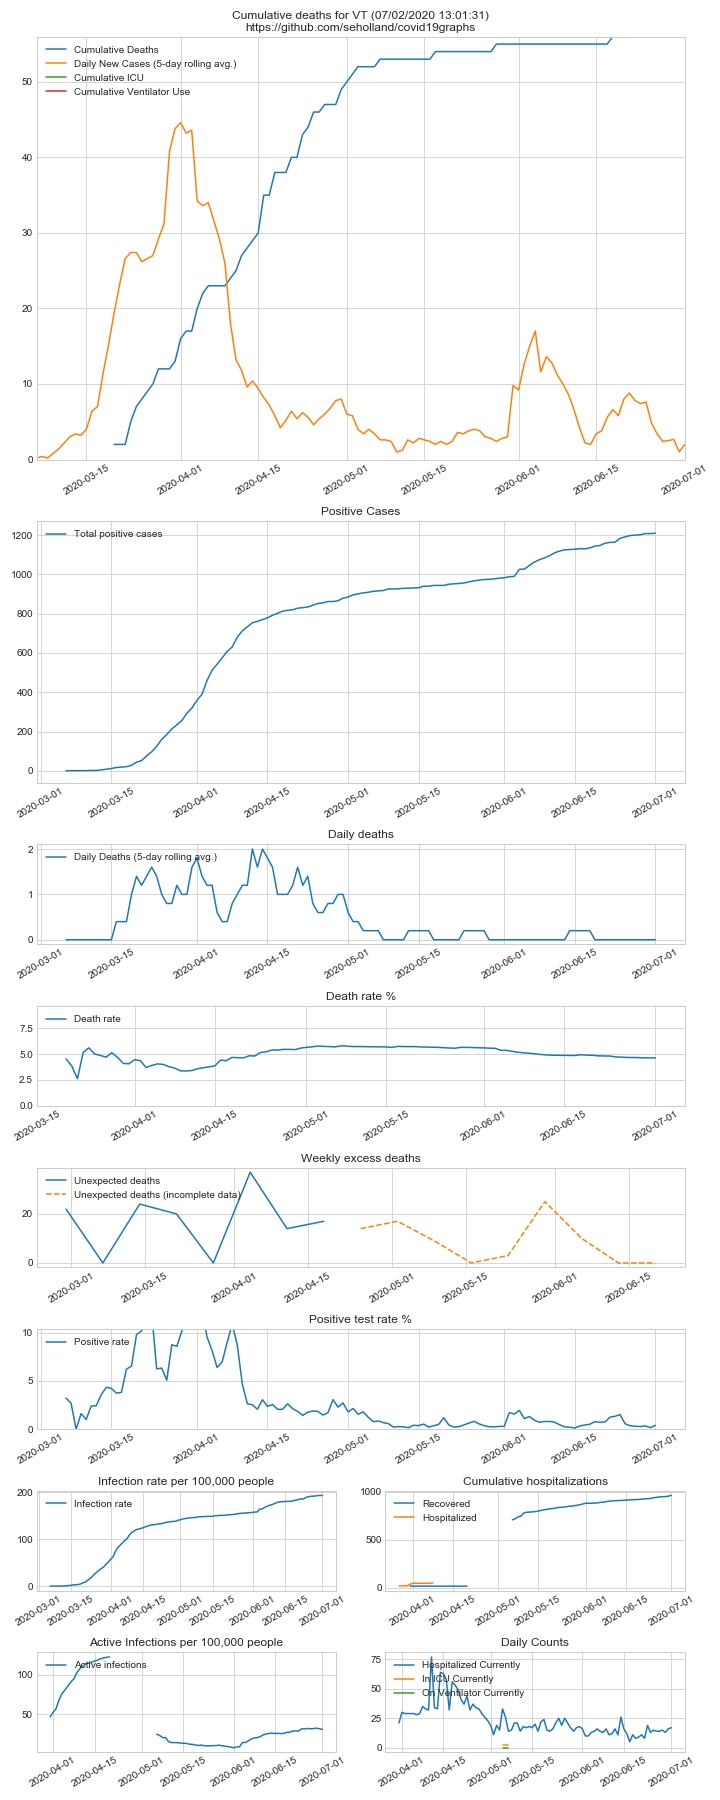 Cumulative deaths for VT (07/02/2020 13:01:31)
https://github.com/seholland/covid19graphs
Cumulative Deaths
Daily New Cases (5-day rolling avg.)
Cumulative ICU
Cumulative Ventilator Use
50
40
30
20
10
0
2020-03-15 2020-04-01 2020-04-15 2020-05-01 2020-05-15 2020-06-01 2020-06-15 2020-07-01
Positive Cases
Total positive cases
1200
1000
800
600
400
200
0
2020-03-01 2020-03-15 2020-04-01 2020-04-15 2020-05-01 2020-05-15 2020-06-01 2020-06-15 2020-07-01
Daily deaths
Daily Deaths (5-day rolling avg.)
2
1
0
2020-03-01 2020-03-15 2020-04-01 2020-04-15 2020-05-01 2020-05-15 2020-06-01 2020-06-15 2020-07-01
Death rate %
Death rate
7.5
5.0
2.5
0.0
2020-03-15 2020-04-01 2020-04-15 2020-05-01 2020-05-15 2020-06-01 2020-06-15 2020-07-01
Weekly excess deaths
Unexpected deaths
Unexpected deaths (incomplete data)
20
0
2020-03-01 2020-03-15 2020-04-01 2020-04-15 2020-05-01 2020-05-15 2020-06-01 2020-06-15
Positive test rate %
Positive rate
10
5
0
2020-03-01 2020-03-15 2020-04-01 2020-04-15 2020-05-01 2020-05-15 2020-06-01 2020-06-15 2020-07-01
Infection rate per 100,000 people
Infection rate
200
100
0
2020-03-01 2020-03-15 2020-04-01 2020-04-15 2020-05-01 2020-05-15 2020-06-01 2020-06-15 2020-07-01
Cumulative hospitalizations
Recovered
Hospitalized
1000
500
0
2020-04-01 2020-04-15 2020-05-01 2020-05-15 2020-06-01 2020-06-15 2020-07-01
Active Infections per 100,000 people
Active infections
100
50
2020-04-01 2020-04-15 2020-05-01 2020-05-15 2020-06-01 2020-06-15 2020-07-01
Daily Counts
Hospitalized Currently
In ICU Currently
On Ventilator Currently
75
50
25
0
2020-04-01 2020-04-15 2020-05-01 2020-05-15 2020-06-01 2020-06-15 2020-07-01